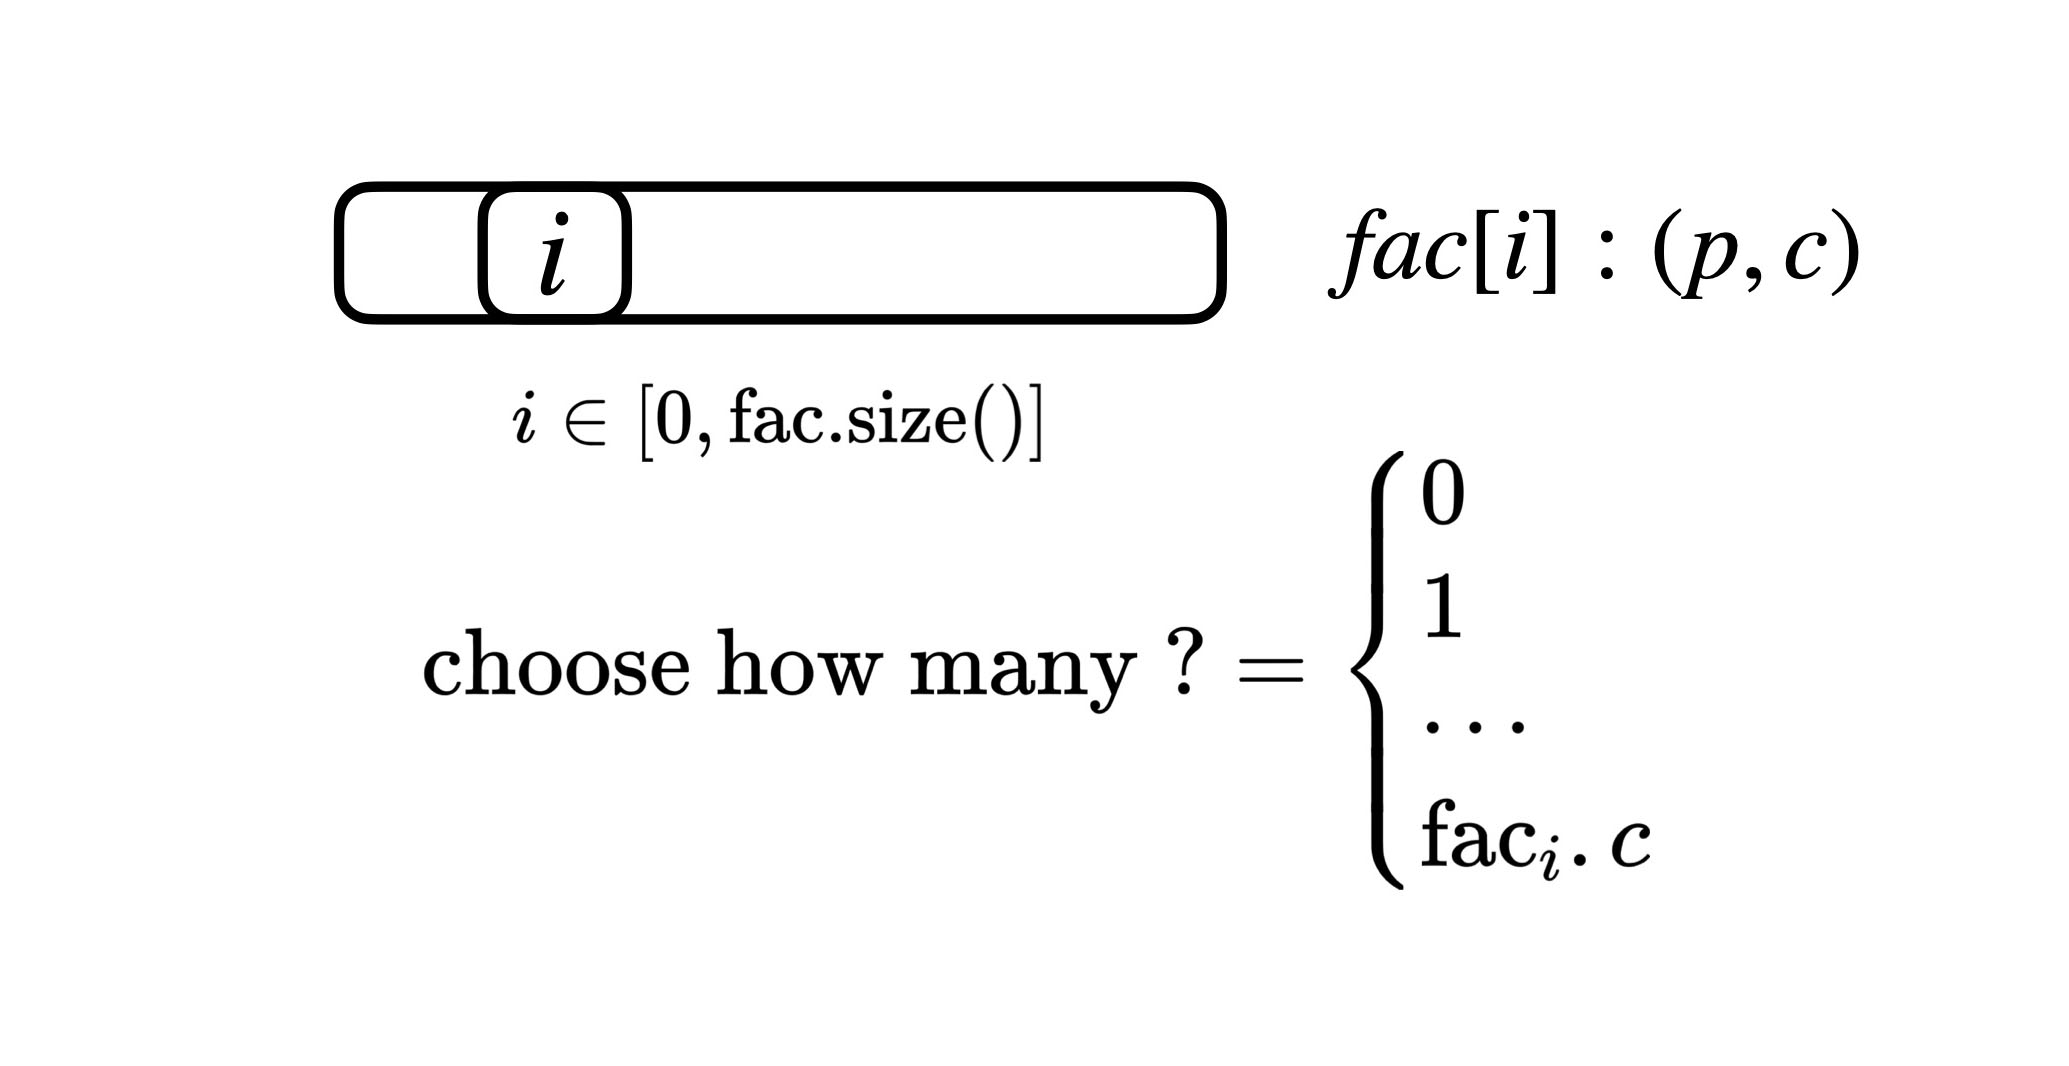 i fac[i] : (p, c)
i ∈ [0, fac.size()]
0
1
choose how many ? =
…
fac_i. c